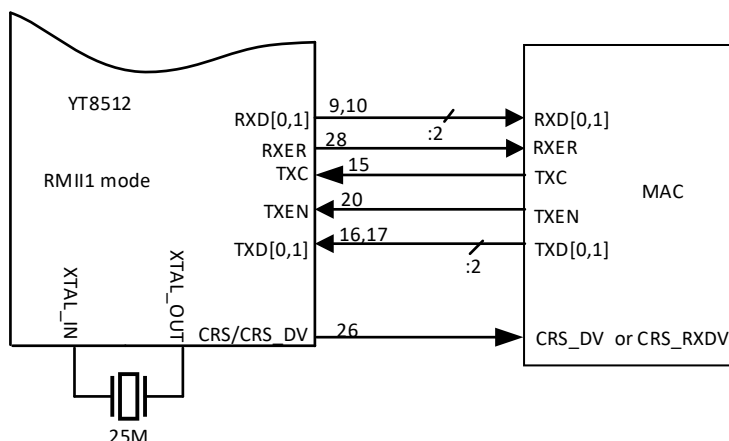 YT8512
RMII1 mode
RXD[0,1] 9,10 :2 RXD[0,1]
RXER 28 RXER
TXC 15 TXC
TXEN 20 TXEN
TXD[0,1] 16,17 :2 TXD[0,1]
MAC
XTAL_IN
XTAL_OUT
CRS/CRS_DV 26 CRS_DV or CRS_RXDV
25M